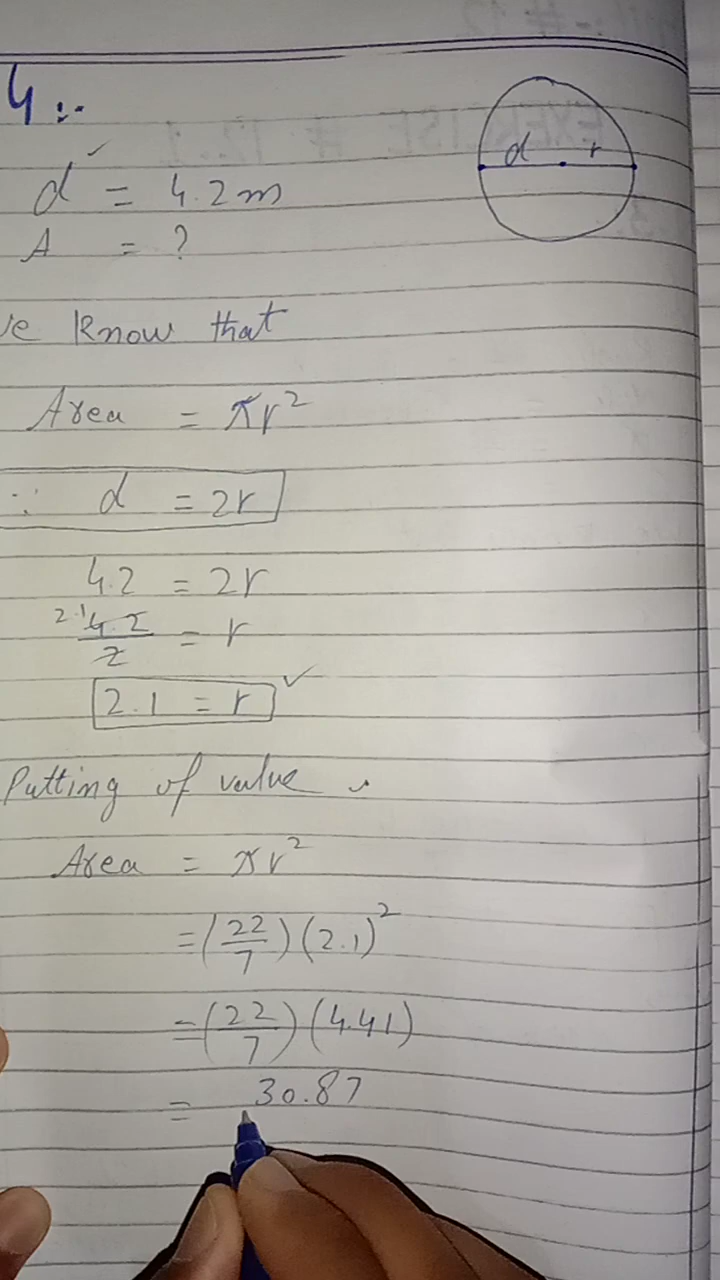 4:-
d = 4.2m
d r
A = ?
We Know that
Area = πr²
∵ d = 2r
4.2 = 2r
2.1 4.2/2 = r
2.1 = r
Putting of value.
Area = πr²
= (22/7)(2.1)²
= (22/7)(4.41)
= 30.87